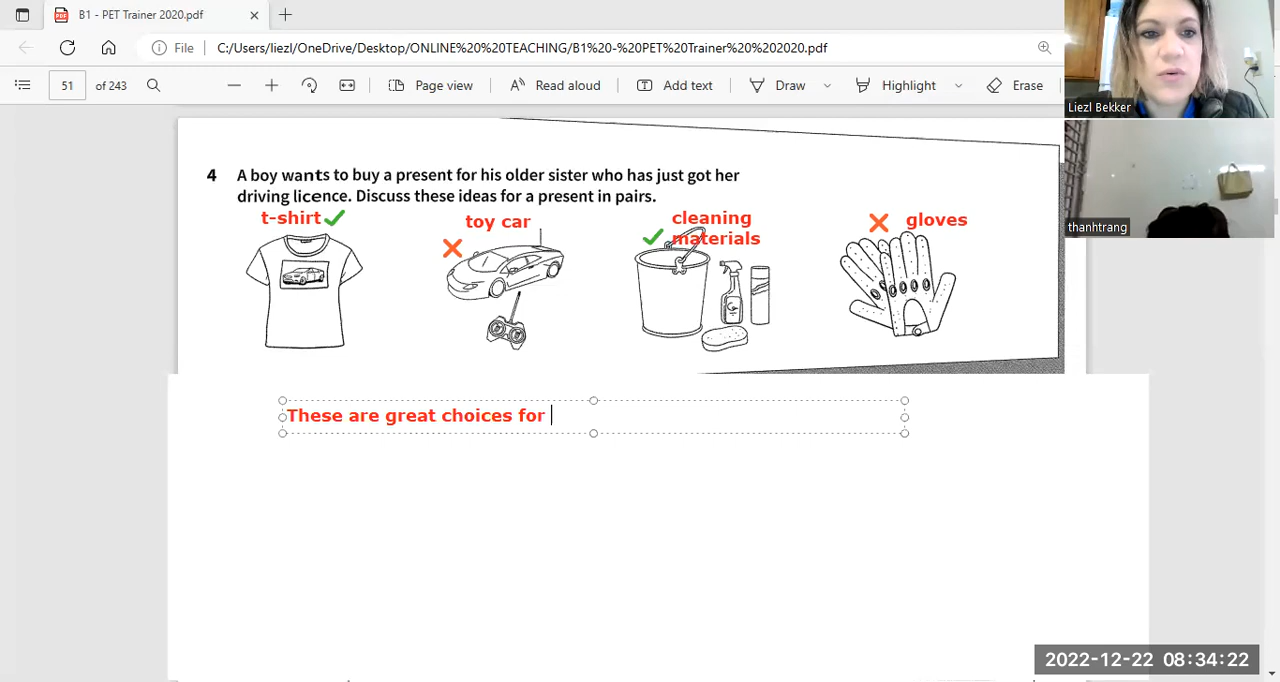 B1 - PET Trainer 2020.pdf
File
C:/Users/liezl/OneDrive/Desktop/ONLINE%20%20TEACHING/B1%20-%20PET%20Trainer%20%202020.pdf
51 of 243
Page view
Read aloud
Add text
Draw
Highlight
Erase
Liezl Bekker
thanhtrang
4 A boy wants to buy a present for his older sister who has just got her
driving licence. Discuss these ideas for a present in pairs.
t-shirt
toy car
cleaning
materials
gloves
These are great choices for
2022-12-22 08:34:22